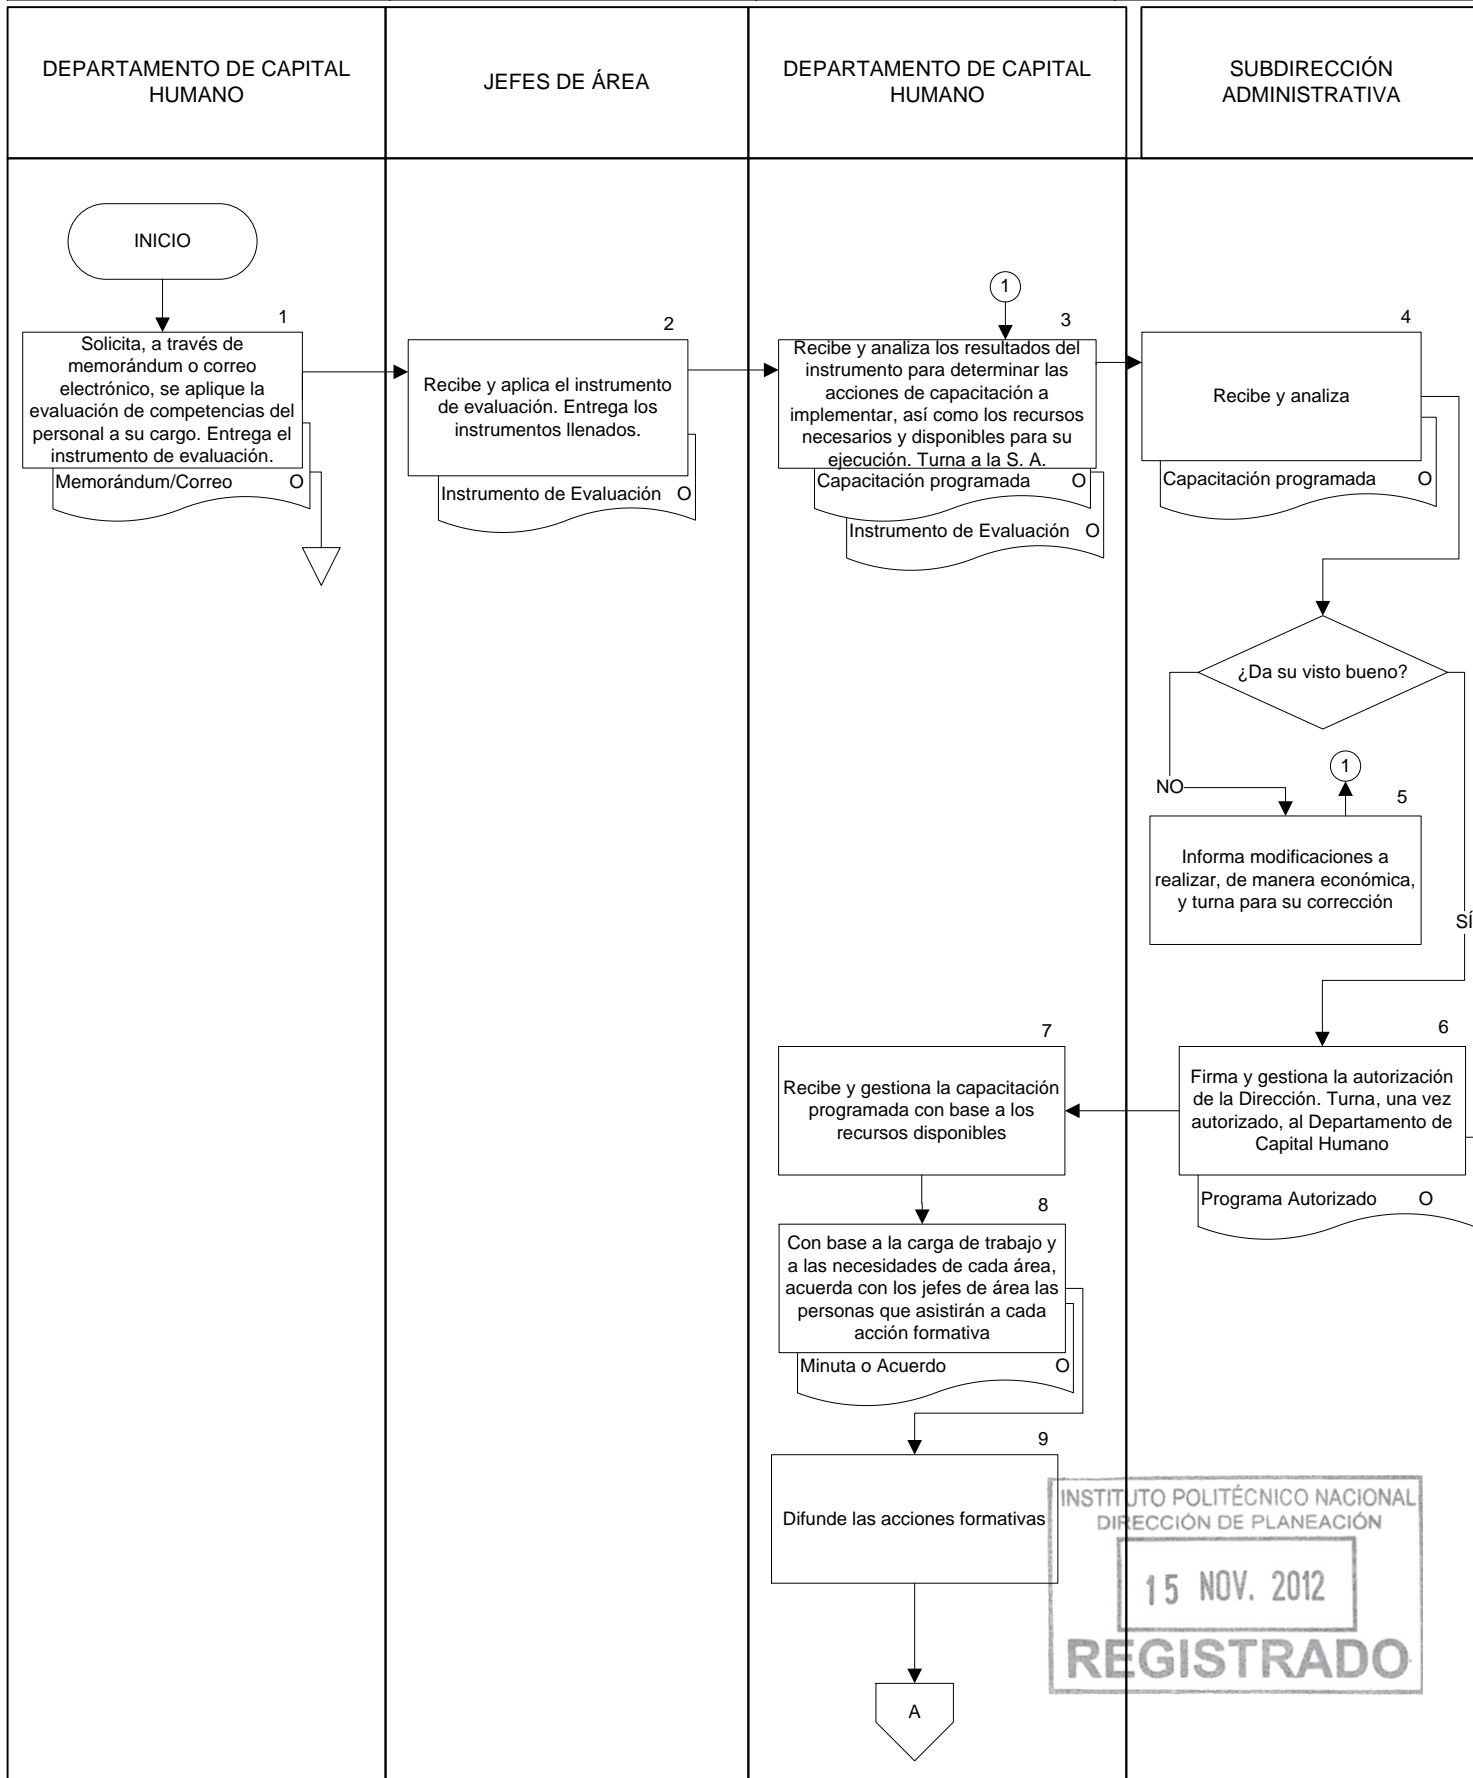 DEPARTAMENTO DE CAPITAL
HUMANO
JEFES DE ÁREA
DEPARTAMENTO DE CAPITAL
HUMANO
SUBDIRECCIÓN
ADMINISTRATIVA
INICIO
1
Solicita, a través de
memorándum o correo
electrónico, se aplique la
evaluación de competencias del
personal a su cargo. Entrega el
instrumento de evaluación.
Memorándum/Correo O
2
Recibe y aplica el instrumento
de evaluación. Entrega los
instrumentos llenados.
Instrumento de Evaluación O
1
3
Recibe y analiza los resultados del
instrumento para determinar las
acciones de capacitación a
implementar, así como los recursos
necesarios y disponibles para su
ejecución. Turna a la S. A.
Capacitación programada O
Instrumento de Evaluación O
4
Recibe y analiza
Capacitación programada O
¿Da su visto bueno?
NO
1
5
Informa modificaciones a
realizar, de manera económica,
y turna para su corrección
SÍ
6
Firma y gestiona la autorización
de la Dirección. Turna, una vez
autorizado, al Departamento de
Capital Humano
Programa Autorizado O
7
Recibe y gestiona la capacitación
programada con base a los
recursos disponibles
8
Con base a la carga de trabajo y
a las necesidades de cada área,
acuerda con los jefes de área las
personas que asistirán a cada
acción formativa
Minuta o Acuerdo O
9
Difunde las acciones formativas
A
INSTITUTO POLITÉCNICO NACIONAL
DIRECCIÓN DE PLANEACIÓN
15 NOV. 2012
REGISTRADO